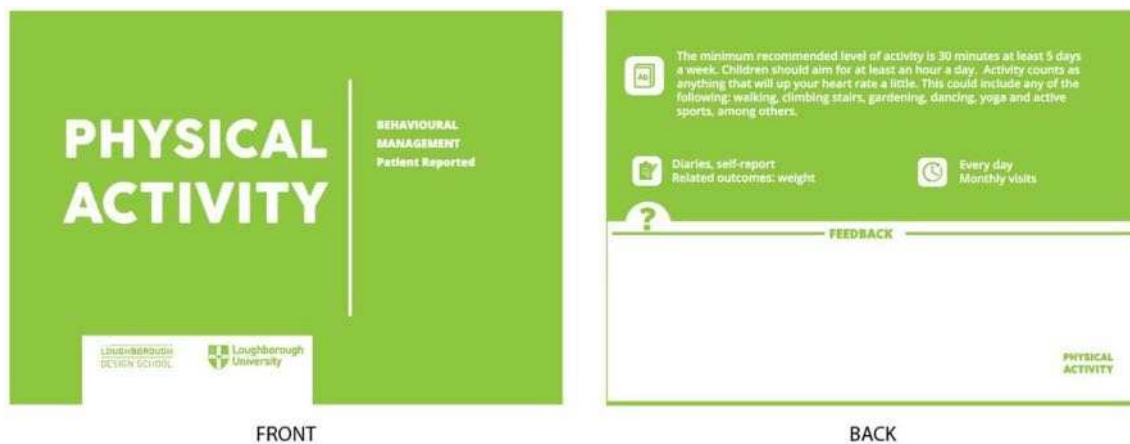 PHYSICAL
ACTIVITY
BEHAVIOURAL
MANAGEMENT
Patient Reported
LOUGHBOROUGH
DESIGN SCHOOL
Loughborough
University
FRONT
The minimum recommended level of activity is 30 minutes at least 5 days
a week. Children should aim for at least an hour a day.  Activity counts as
anything that will up your heart rate a little. This could include any of the
following: walking, climbing stairs, gardening, dancing, yoga and active
sports, among others.
Diaries, self-report
Related outcomes: weight
Every day
Monthly visits
?
FEEDBACK
PHYSICAL
ACTIVITY
BACK